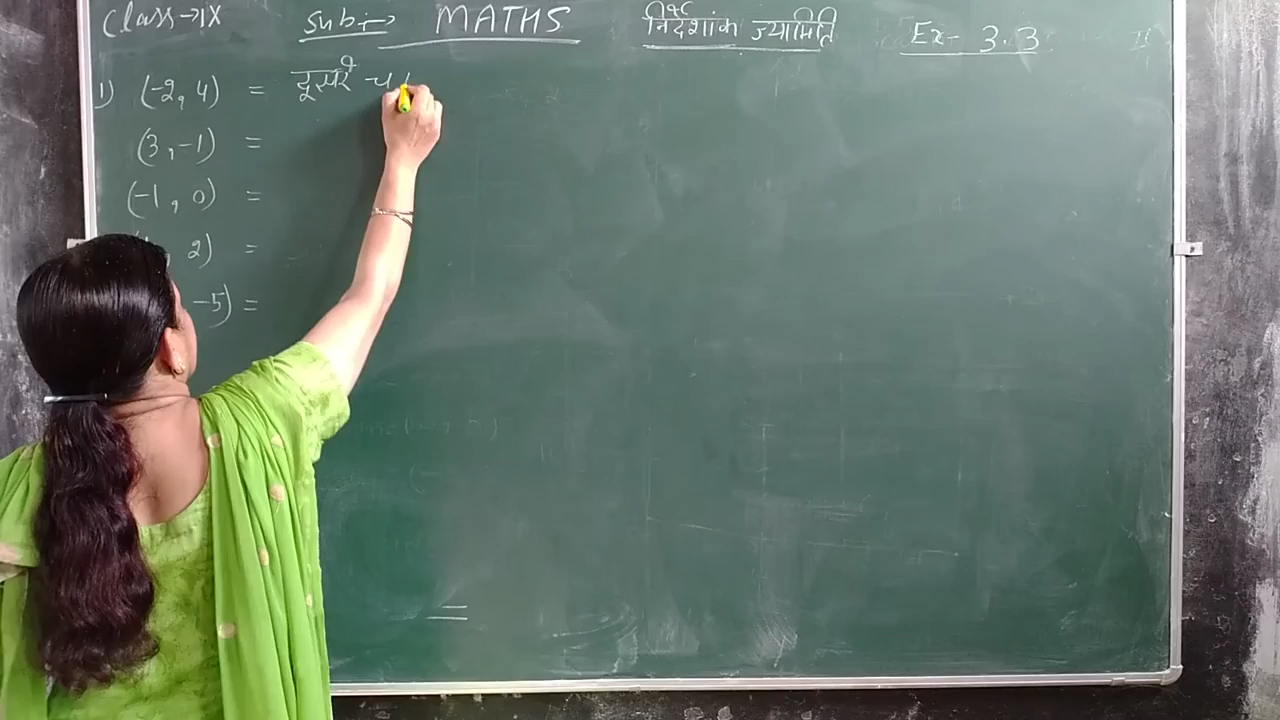 Class → IX Sub :→ MATHS निर्देशांक ज्यामिति Ex- 3.3
1) (-2, 4) = दूसरे च
(3, -1) =
(-1, 0) =
, 2) =
-5) =
=